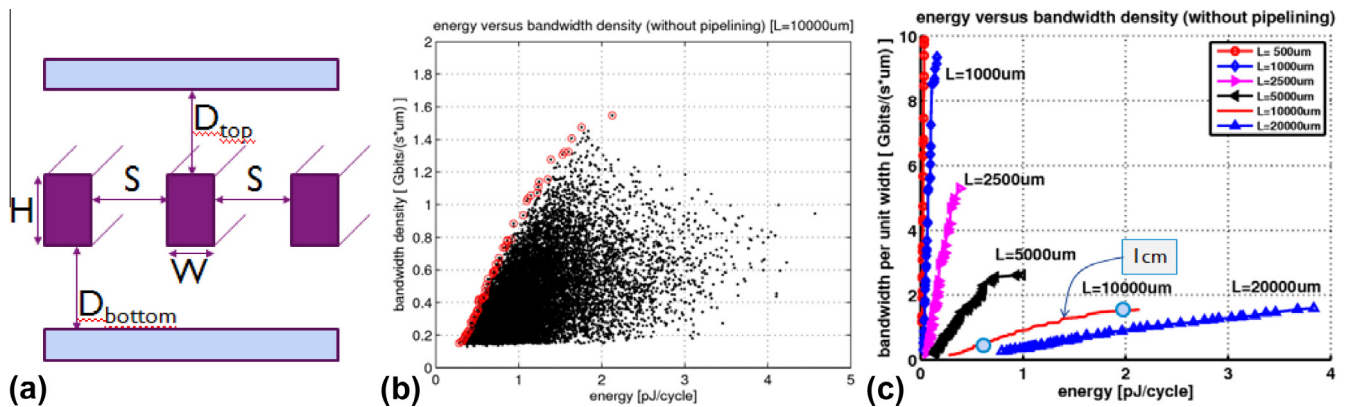 D top
S S
H
W
D bottom
(a)
energy versus bandwidth density (without pipelining) [L=10000um]
bandwidth density [ Gbits/(s*um) ]
2
1.8
1.6
1.4
1.2
1
0.8
0.6
0.4
0.2
0
0 1 2 3 4 5
energy [pJ/cycle]
(b)
energy versus bandwidth density (without pipelining)
bandwidth per unit width [ Gbits/(s*um) ]
10
8
6
4
2
0
L=1000um
L= 500um
L=1000um
L=2500um
L=5000um
L=10000um
L=20000um
L=2500um
L=5000um
1cm
L=10000um
L=20000um
0 1 2 3 4
energy [pJ/cycle]
(c)